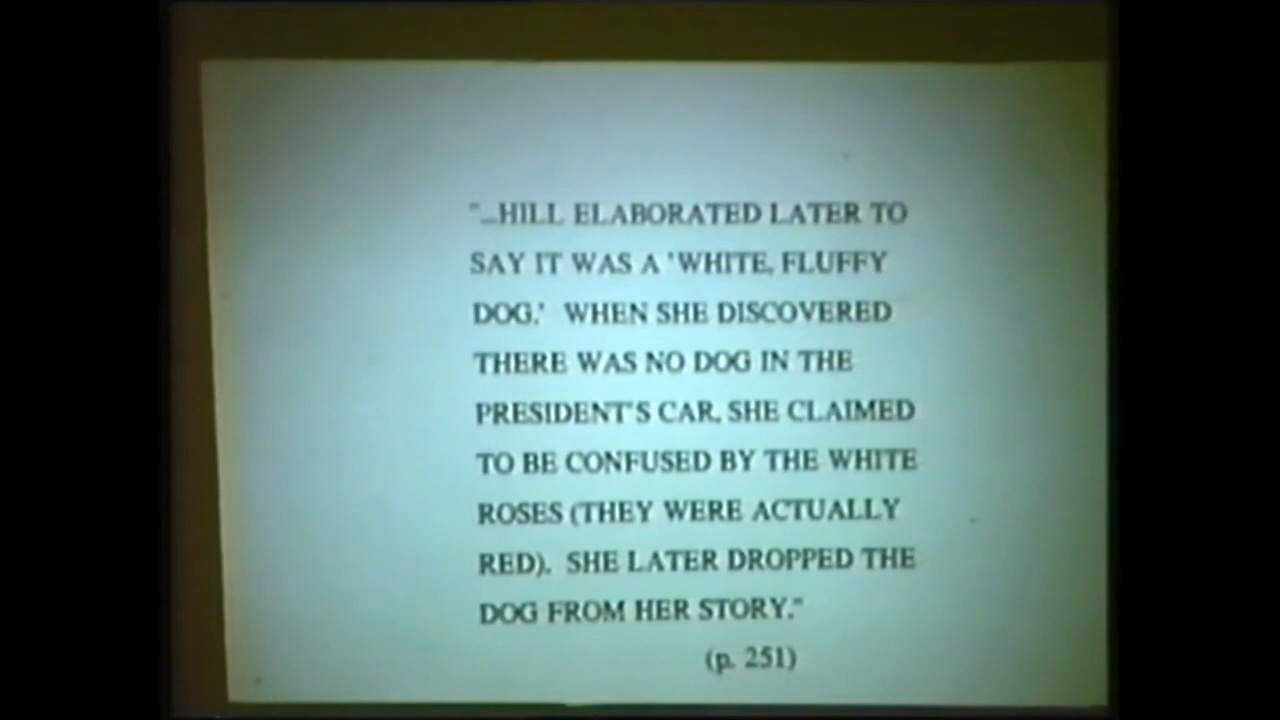 "...HILL ELABORATED LATER TO
SAY IT WAS A 'WHITE, FLUFFY
DOG.'  WHEN SHE DISCOVERED
THERE WAS NO DOG IN THE
PRESIDENT'S CAR, SHE CLAIMED
TO BE CONFUSED BY THE WHITE
ROSES (THEY WERE ACTUALLY
RED).  SHE LATER DROPPED THE
DOG FROM HER STORY."
(p. 251)